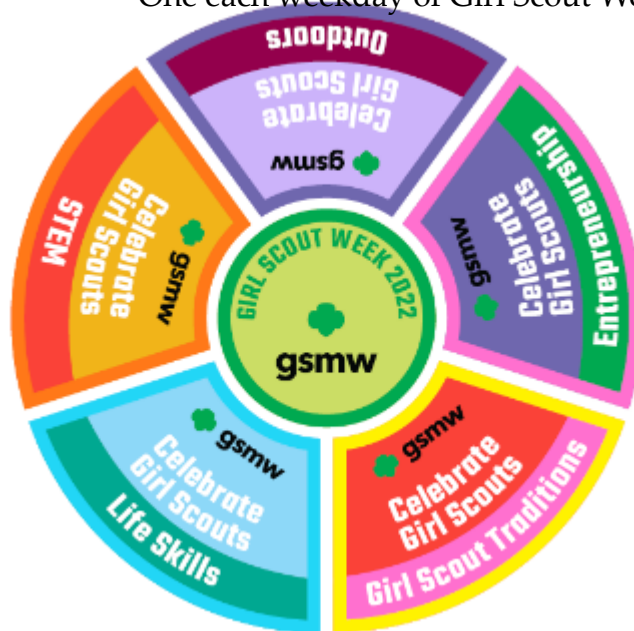 One each weekday of Girl Scout We
Outdoors
Celebrate
Girl Scouts
gsmw
Entrepreneurship
Celebrate
Girl Scouts
gsmw
STEM
Celebrate
Girl Scouts
gsmw
GIRL SCOUT WEEK 2022
gsmw
gsmw
Celebrate
Girl Scouts
Life Skills
gsmw
Celebrate
Girl Scouts
Girl Scout Traditions